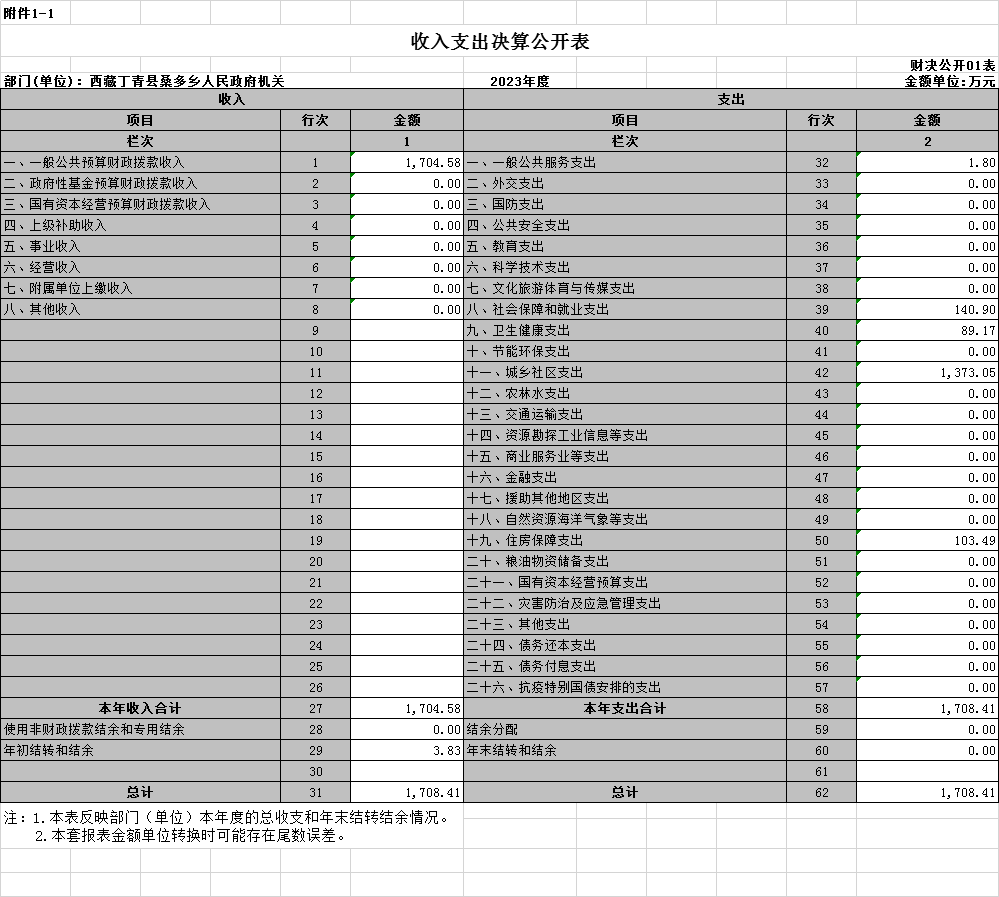 附件1-1
收入支出决算公开表
财决公开01表
部门(单位)：西藏丁青县桑多乡人民政府机关 2023年度 金额单位:万元
收入 支出
项目 行次 金额 项目 行次 金额
栏次 1 栏次 2
一、一般公共预算财政拨款收入 1 1,704.58 一、一般公共服务支出 32 1.80
二、政府性基金预算财政拨款收入 2 0.00 二、外交支出 33 0.00
三、国有资本经营预算财政拨款收入 3 0.00 三、国防支出 34 0.00
四、上级补助收入 4 0.00 四、公共安全支出 35 0.00
五、事业收入 5 0.00 五、教育支出 36 0.00
六、经营收入 6 0.00 六、科学技术支出 37 0.00
七、附属单位上缴收入 7 0.00 七、文化旅游体育与传媒支出 38 0.00
八、其他收入 8 0.00 八、社会保障和就业支出 39 140.90
9 九、卫生健康支出 40 89.17
10 十、节能环保支出 41 0.00
11 十一、城乡社区支出 42 1,373.05
12 十二、农林水支出 43 0.00
13 十三、交通运输支出 44 0.00
14 十四、资源勘探工业信息等支出 45 0.00
15 十五、商业服务业等支出 46 0.00
16 十六、金融支出 47 0.00
17 十七、援助其他地区支出 48 0.00
18 十八、自然资源海洋气象等支出 49 0.00
19 十九、住房保障支出 50 103.49
20 二十、粮油物资储备支出 51 0.00
21 二十一、国有资本经营预算支出 52 0.00
22 二十二、灾害防治及应急管理支出 53 0.00
23 二十三、其他支出 54 0.00
24 二十四、债务还本支出 55 0.00
25 二十五、债务付息支出 56 0.00
26 二十六、抗疫特别国债安排的支出 57 0.00
本年收入合计 27 1,704.58 本年支出合计 58 1,708.41
使用非财政拨款结余和专用结余 28 0.00 结余分配 59 0.00
年初结转和结余 29 3.83 年末结转和结余 60 0.00
30 61
总计 31 1,708.41 总计 62 1,708.41
注：1.本表反映部门（单位）本年度的总收支和年末结转结余情况。
2.本套报表金额单位转换时可能存在尾数误差。